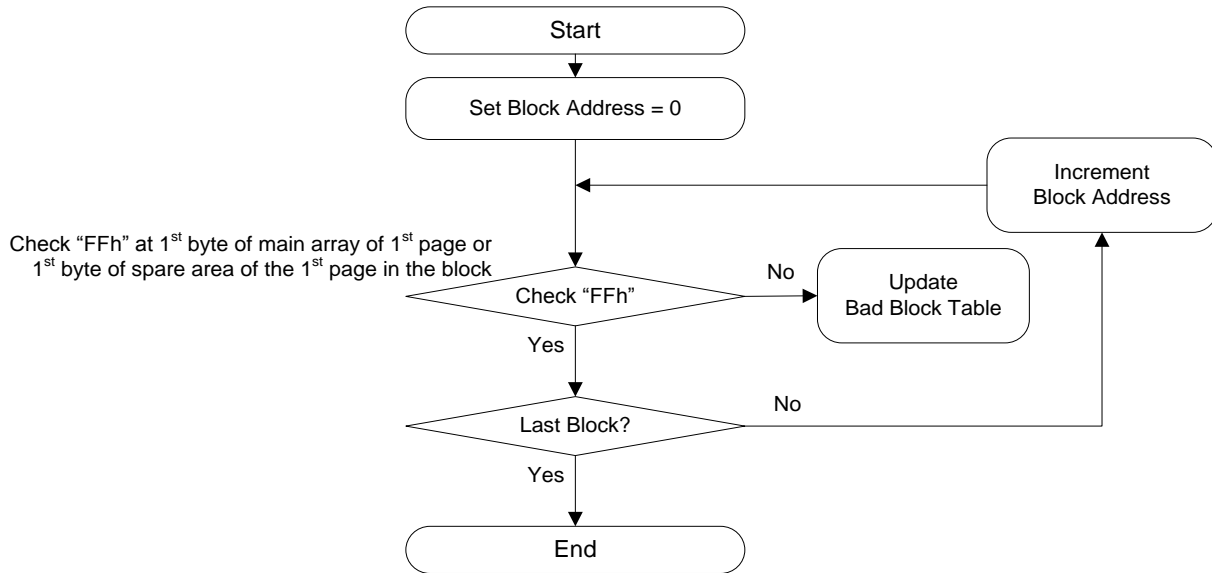 Start
Set Block Address = 0
Increment
Block Address
Check “FFh” at 1st byte of main array of 1st page or
1st byte of spare area of the 1st page in the block
Check “FFh”
No
Update
Bad Block Table
Yes
Last Block?
No
Yes
End